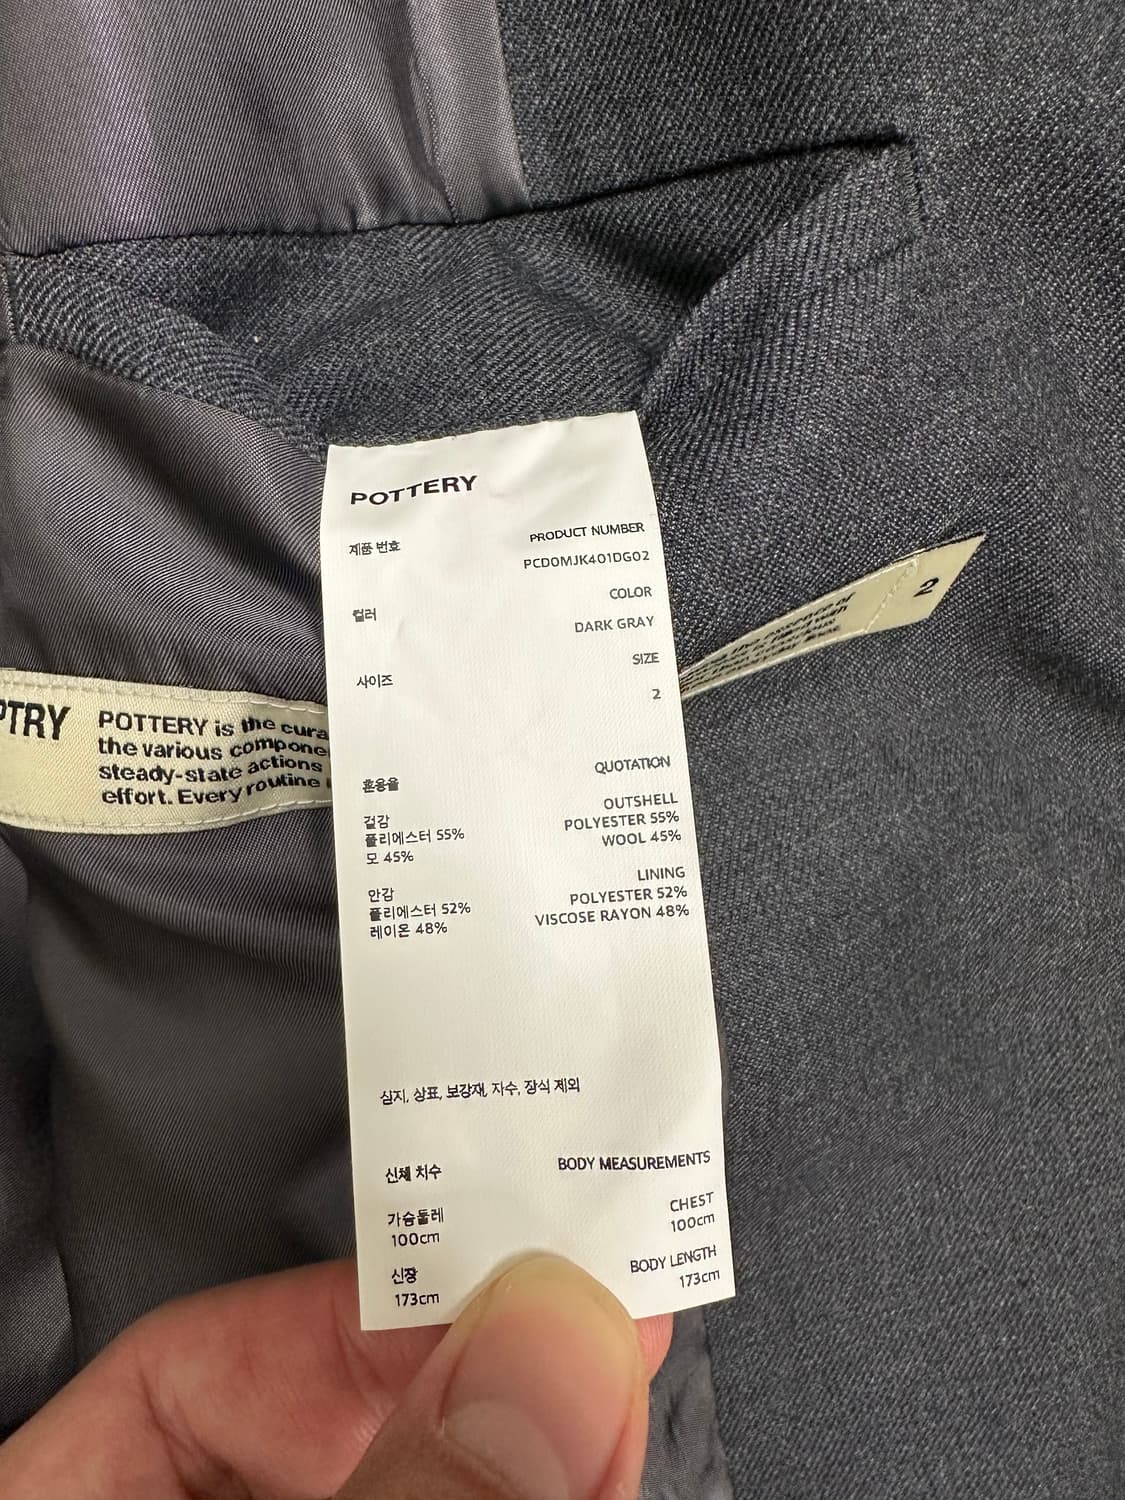 POTTERY
제품 번호
PRODUCT NUMBER
PCDOMJK401DG02
컬러
COLOR
DARK GRAY
사이즈
SIZE
2
혼용율
QUOTATION
겉감
폴리에스터 55%
모 45%
OUTSHELL
POLYESTER 55%
WOOL 45%
안감
폴리에스터 52%
레이온 48%
LINING
POLYESTER 52%
VISCOSE RAYON 48%
심지, 상표, 보강재, 자수, 장식 제외
신체 치수
BODY MEASUREMENTS
가슴둘레
100cm
CHEST
100cm
신장
173cm
BODY LENGTH
173cm
PTRY
POTTERY is the cura
the various compone
steady-state actions
effort. Every routine
essence of
with
2